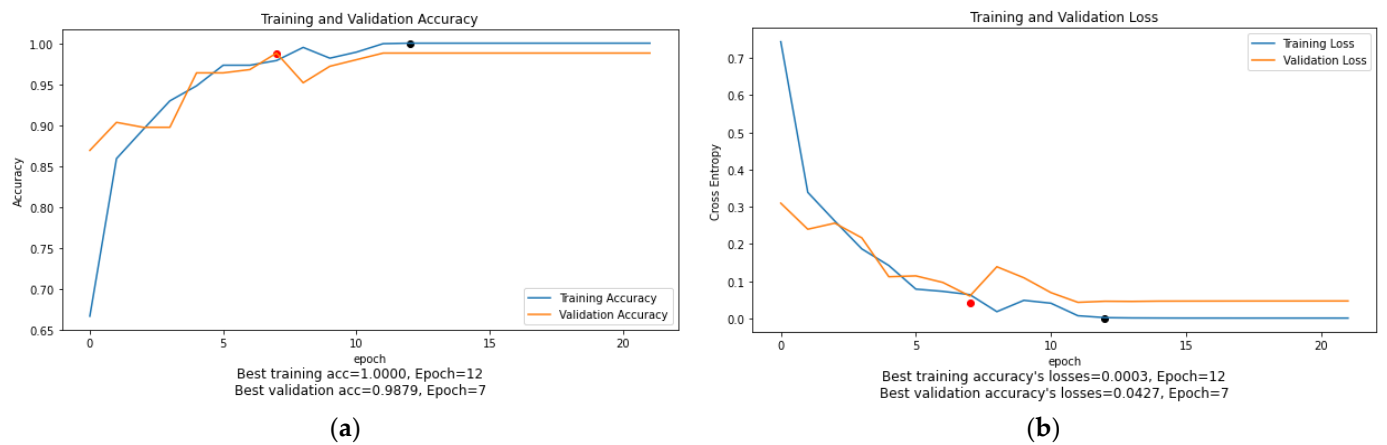 Training and Validation Accuracy
1.00
0.95
0.90
0.85
0.80
0.75
0.70
0.65
Accuracy
Training Accuracy
Validation Accuracy
0
5
10
15
20
epoch
Best training acc=1.0000, Epoch=12
Best validation acc=0.9879, Epoch=7
(a)
Training and Validation Loss
0.7
0.6
0.5
0.4
0.3
0.2
0.1
0.0
Cross Entropy
Training Loss
Validation Loss
0
5
10
15
20
epoch
Best training accuracy's losses=0.0003, Epoch=12
Best validation accuracy's losses=0.0427, Epoch=7
(b)